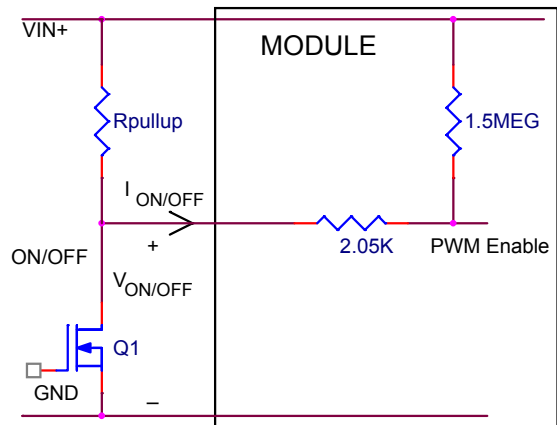 VIN+
MODULE
Rpullup
1.5MEG
I ON/OFF
+
2.05K
PWM Enable
ON/OFF
V ON/OFF
Q1
GND
–